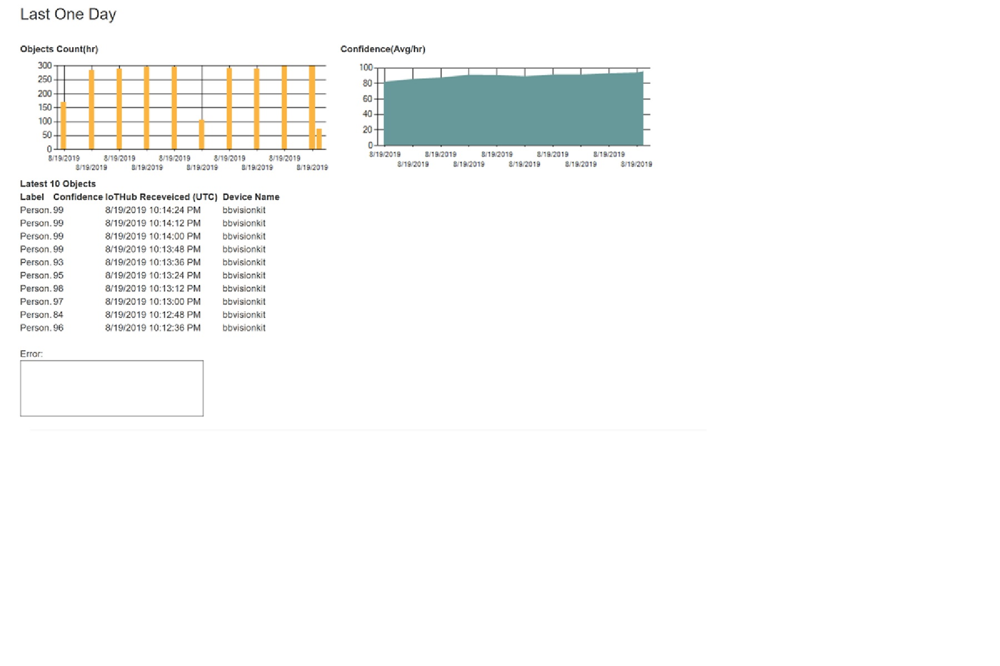 Last One Day
Objects Count(hr)
300
250
200
150
100
50
0
8/19/2019 8/19/2019 8/19/2019 8/19/2019 8/19/2019
8/19/2019 8/19/2019 8/19/2019 8/19/2019 8/19/2019
Confidence(Avg/hr)
100
80
60
40
20
0
8/19/2019 8/19/2019 8/19/2019 8/19/2019 8/19/2019
8/19/2019 8/19/2019 8/19/2019 8/19/2019 8/19/2019
Latest 10 Objects
Label Confidence IoTHub Receveiced (UTC) Device Name
Person. 99 8/19/2019 10:14:24 PM bbvisionkit
Person. 99 8/19/2019 10:14:12 PM bbvisionkit
Person. 99 8/19/2019 10:14:00 PM bbvisionkit
Person. 99 8/19/2019 10:13:48 PM bbvisionkit
Person. 93 8/19/2019 10:13:36 PM bbvisionkit
Person. 95 8/19/2019 10:13:24 PM bbvisionkit
Person. 98 8/19/2019 10:13:12 PM bbvisionkit
Person. 97 8/19/2019 10:13:00 PM bbvisionkit
Person. 84 8/19/2019 10:12:48 PM bbvisionkit
Person. 96 8/19/2019 10:12:36 PM bbvisionkit
Error: